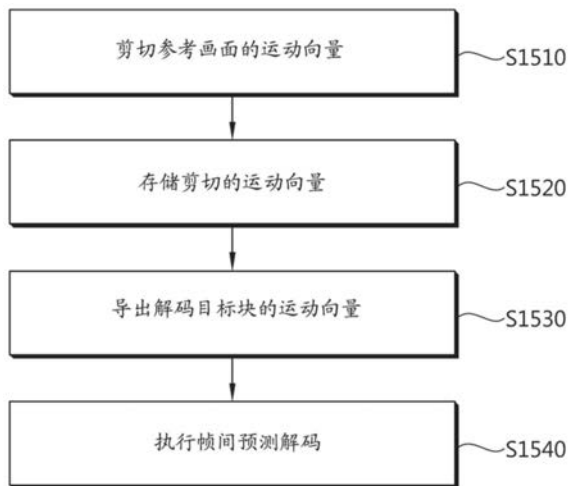 剪切参考画面的运动向量
S1510
存储剪切的运动向量
S1520
导出解码目标块的运动向量
S1530
执行帧间预测解码
S1540